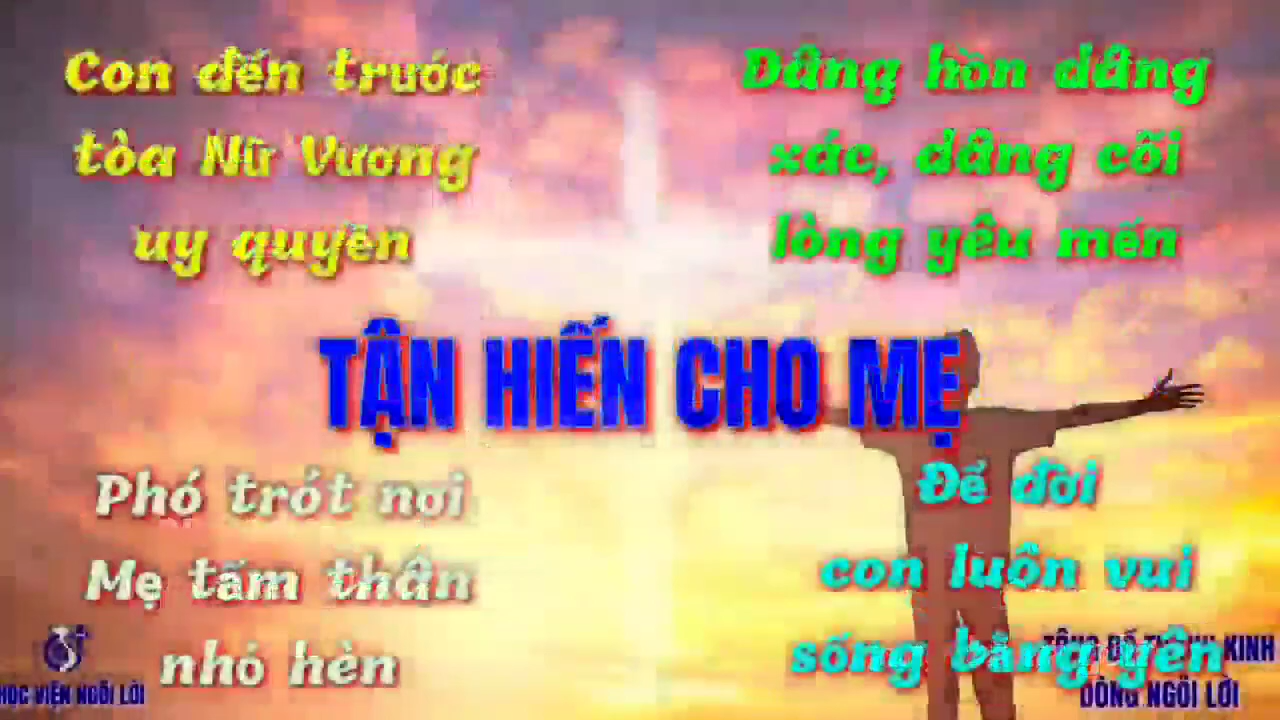 Con đến trước
tòa Nữ Vương
uy quyền
Dâng hồn dâng
xác, dâng cõi
lòng yêu mến
TẬN HIẾN CHO MẸ
Phó trót nơi
Mẹ tấm thân
nhỏ hèn
Để đời
con luôn vui
sống bằng yên
HỌC VIỆN NGÔI LỜI
KINH
DÒNG NGÔI LỜI